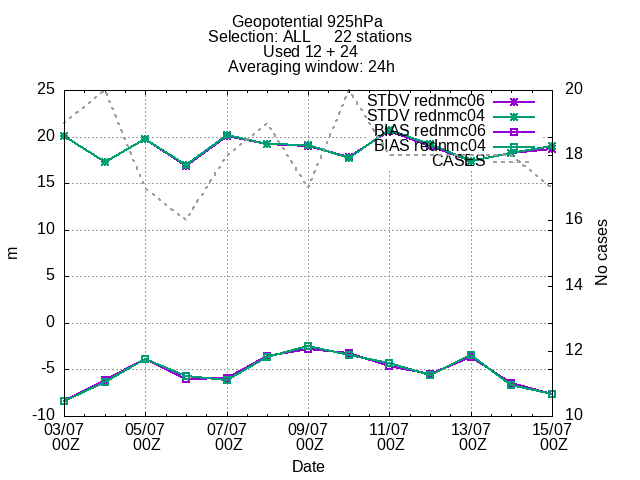 Geopotential 925hPa
Selection: ALL 22 stations
Used 12 + 24
Averaging window: 24h
25
20
15
10
5
0
-5
-10
m
20
18
16
14
12
10
No cases
STDV rednmc06
STDV rednmc04
BIAS rednmc06
BIAS rednmc04
CASES
03/07 05/07 07/07 09/07 11/07 13/07 15/07
00Z 00Z 00Z 00Z 00Z 00Z 00Z
Date